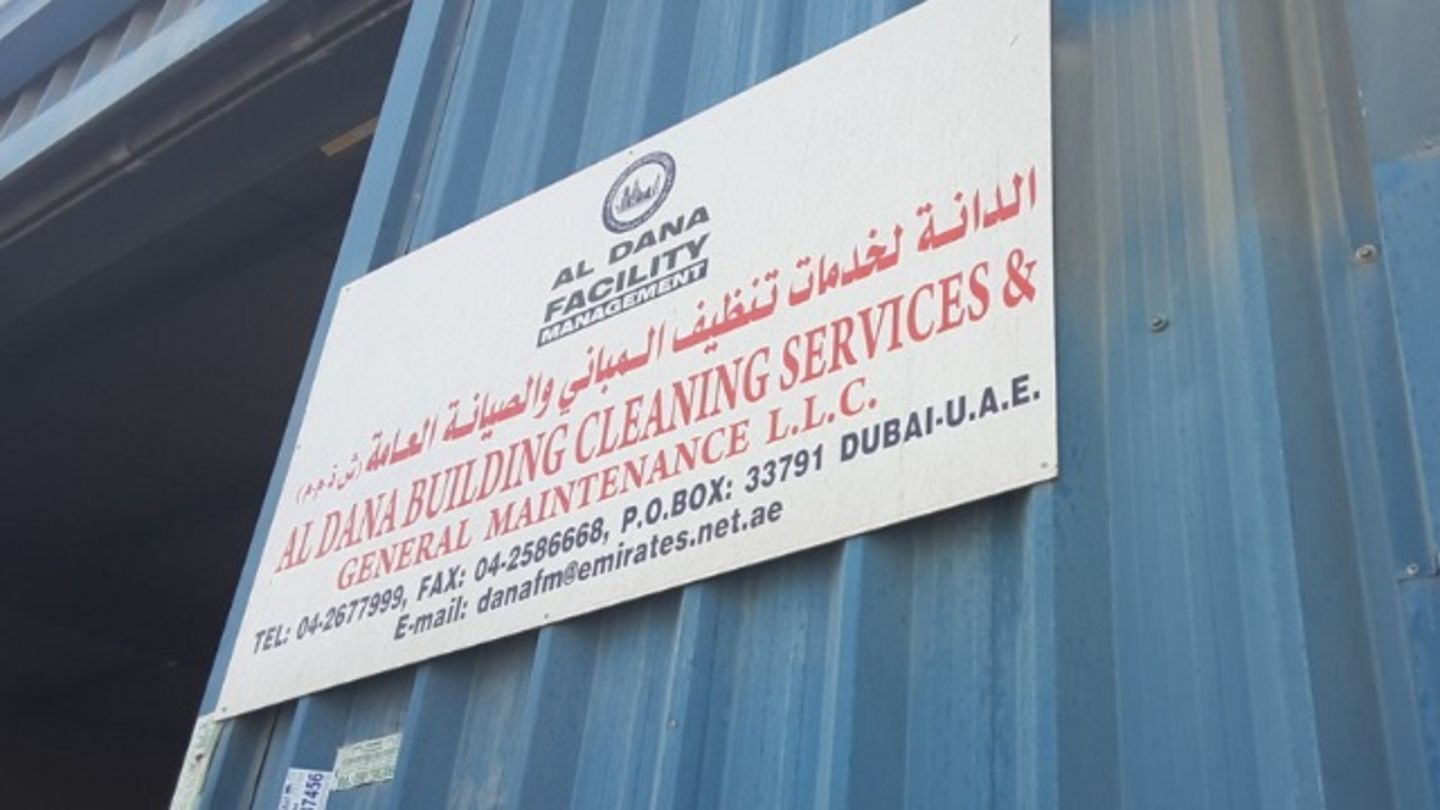 AL DANA
FACILITY
MANAGEMENT
الدانة لخدمات تنظيف المباني والصيانة العامة (ش ذ م م)
AL DANA BUILDING CLEANING SERVICES &
GENERAL MAINTENANCE L.L.C.
TEL: 04-2677999, FAX: 04-2586668, P.O.BOX: 33791 DUBAI-U.A.E.
E-mail: danafm@emirates.net.ae